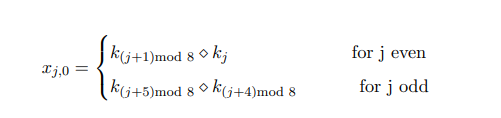 x_{j,0} = { k_{(j+1)mod 8} ⋄ k_j for j even
k_{(j+5)mod 8} ⋄ k_{(j+4)mod 8} for j odd